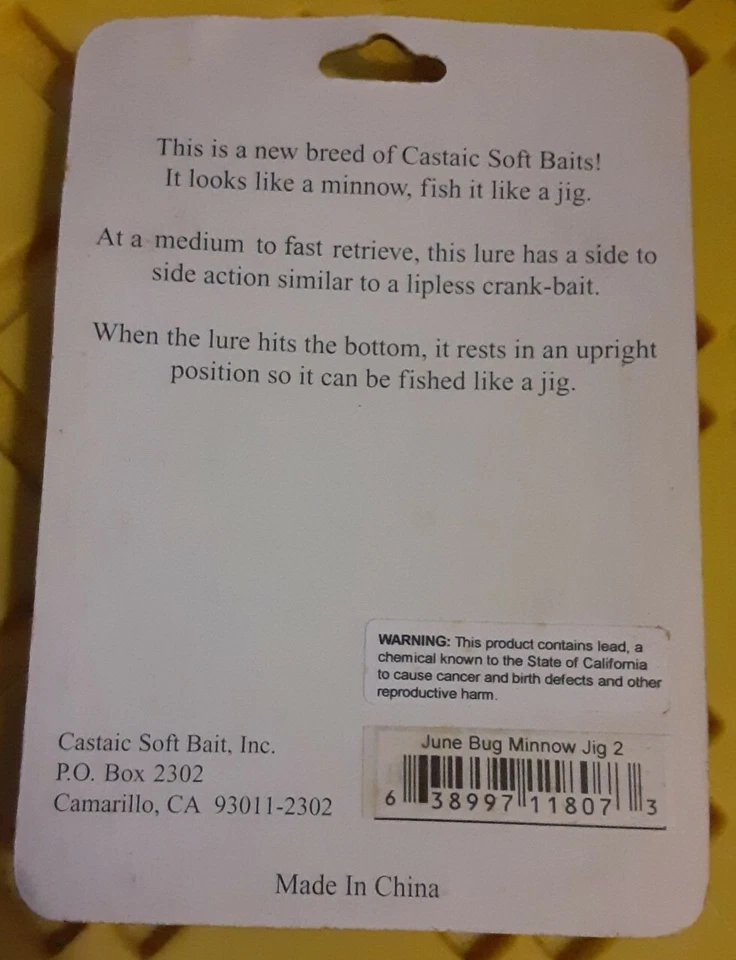 This is a new breed of Castaic Soft Baits!
It looks like a minnow, fish it like a jig.
At a medium to fast retrieve, this lure has a side to
side action similar to a lipless crank-bait.
When the lure hits the bottom, it rests in an upright
position so it can be fished like a jig.
WARNING: This product contains lead, a
chemical known to the State of California
to cause cancer and birth defects and other
reproductive harm.
Castaic Soft Bait, Inc.
P.O. Box 2302
Camarillo, CA 93011-2302
June Bug Minnow Jig 2
6 38997 11807 3
Made In China